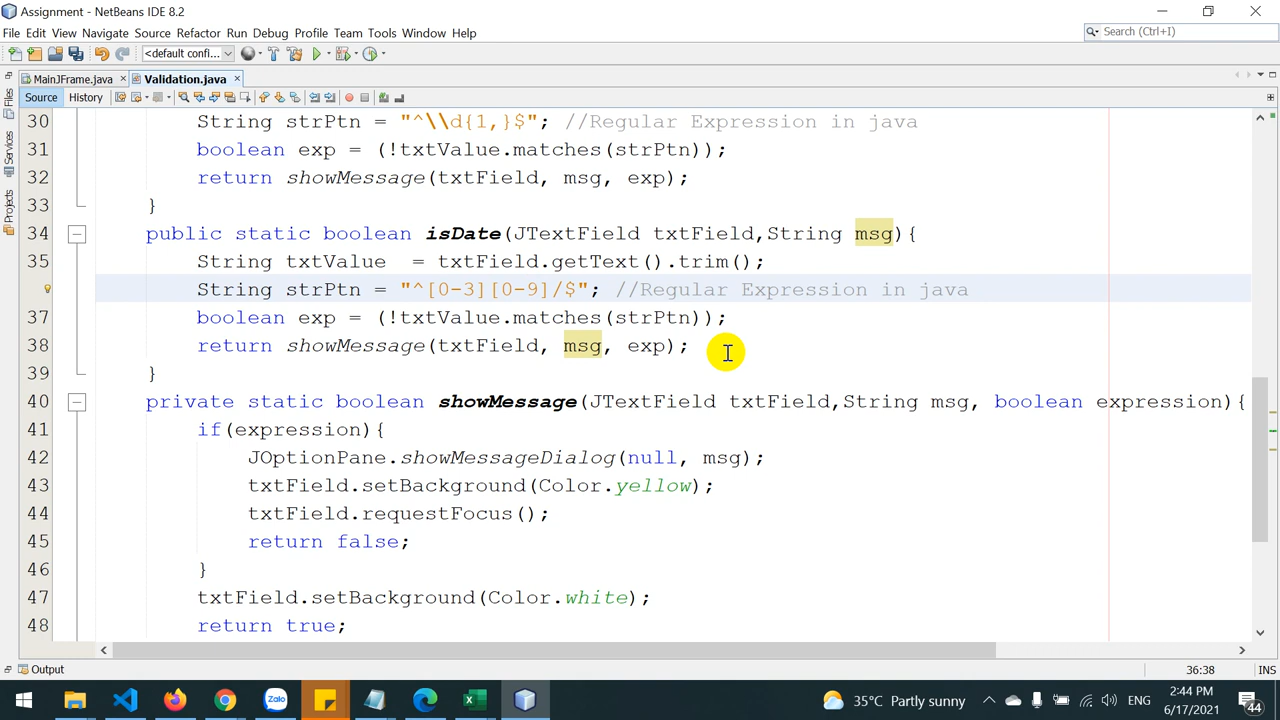 Assignment - NetBeans IDE 8.2
File Edit View Navigate Source Refactor Run Debug Profile Team Tools Window Help
Search (Ctrl+I)
<default confi...
MainJFrame.java Validation.java
Source History
Files
Services
Projects
30 String strPtn = "^\\d{1,}$"; //Regular Expression in java
31 boolean exp = (!txtValue.matches(strPtn));
32 return showMessage(txtField, msg, exp);
33 }
34 public static boolean isDate(JTextField txtField,String msg){
35 String txtValue  = txtField.getText().trim();
String strPtn = "^[0-3][0-9]/$"; //Regular Expression in java
37 boolean exp = (!txtValue.matches(strPtn));
38 return showMessage(txtField, msg, exp);
39 }
40 private static boolean showMessage(JTextField txtField,String msg, boolean expression){
41 if(expression){
42 JOptionPane.showMessageDialog(null, msg);
43 txtField.setBackground(Color.yellow);
44 txtField.requestFocus();
45 return false;
46 }
47 txtField.setBackground(Color.white);
48 return true;
Output
36:38 INS
Zalo
35°C Partly sunny
ENG
2:44 PM
6/17/2021
44